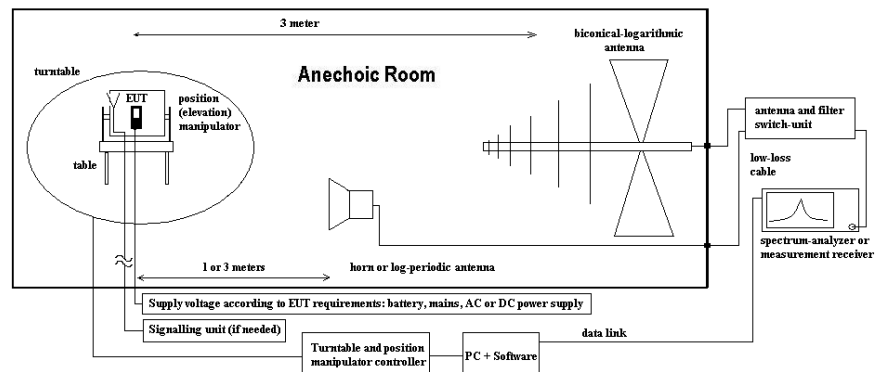 3 meter
biconical-logarithmic
antenna
turntable
Anechoic Room
EUT
position
(elevation)
manipulator
antenna and filter
switch-unit
table
low-loss
cable
spectrum-analyzer or
measurement receiver
1 or 3 meters
horn or log-periodic antenna
Supply voltage according to EUT requirements: battery, mains, AC or DC power supply
Signalling unit (if needed)
data link
Turntable and position
manipulator controller
PC + Software